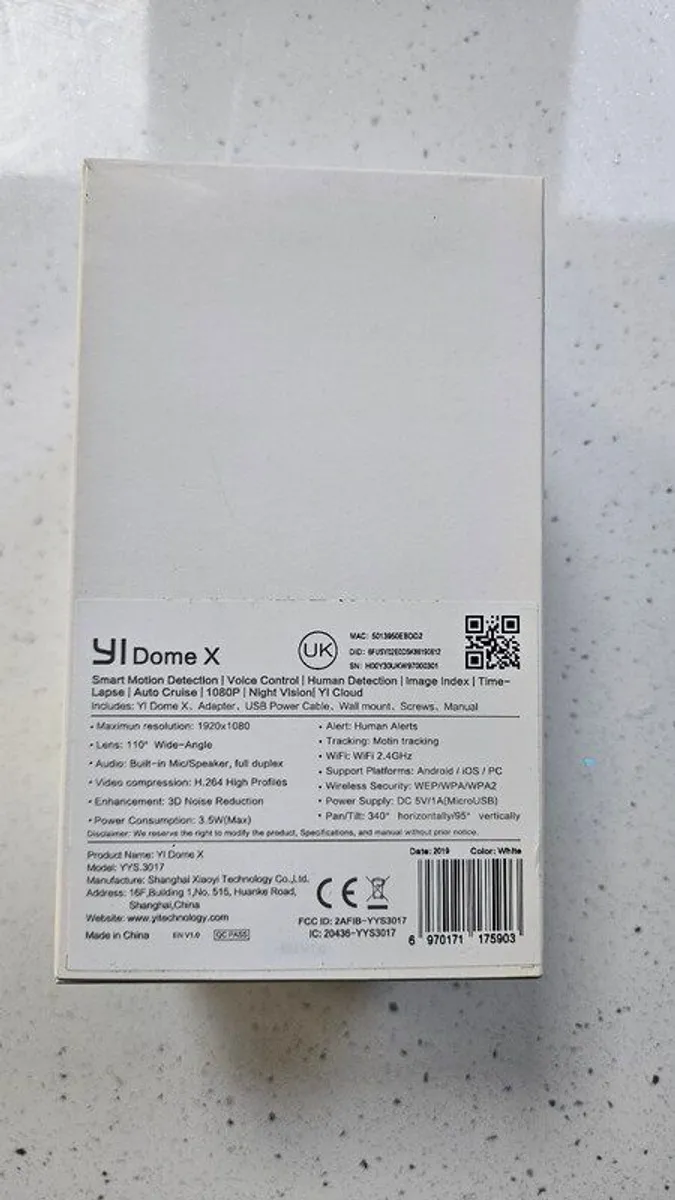 YI Dome X
UK
MAC: 5013950E8DD2
DID:
SN:
Smart Motion Detection | Voice Control | Human Detection | Image Index | Time-
Lapse | Auto Cruise | 1080P | Night Vision| YI Cloud
Includes: YI Dome X、Adapter、USB Power Cable、Wall mount、Screws、Manual
• Maximun resolution: 1920x1080
• Lens: 110° Wide-Angle
• Audio: Built-in Mic/Speaker, full duplex
• Video compression: H.264 High Profiles
• Enhancement: 3D Noise Reduction
• Power Consumption: 3.5W(Max)
• Alert: Human Alerts
• Tracking: Motin tracking
• WiFi: WiFi 2.4GHz
• Support Platforms: Android / iOS / PC
• Wireless Security: WEP/WPA/WPA2
• Power Supply: DC 5V/1A(MicroUSB)
• Pan/Tilt: 340° horizontally/95° vertically
Disclaimer: We reserve the right to modify the product, Specifications, and manual without prior notice.
Product Name: YI Dome X
Model: YYS.3017
Manufacture: Shanghai Xiaoyi Technology Co.,Ltd.
Address: 16F,Building 1,No. 515, Huanke Road,
Shanghai,China
Website: www.yitechnology.com
Made in China EN V1.0 QC PASS
CE
FCC ID: 2AFIB-YYS3017
IC: 20436-YYS3017
Date: 2019 Color: White
6 970171 175903